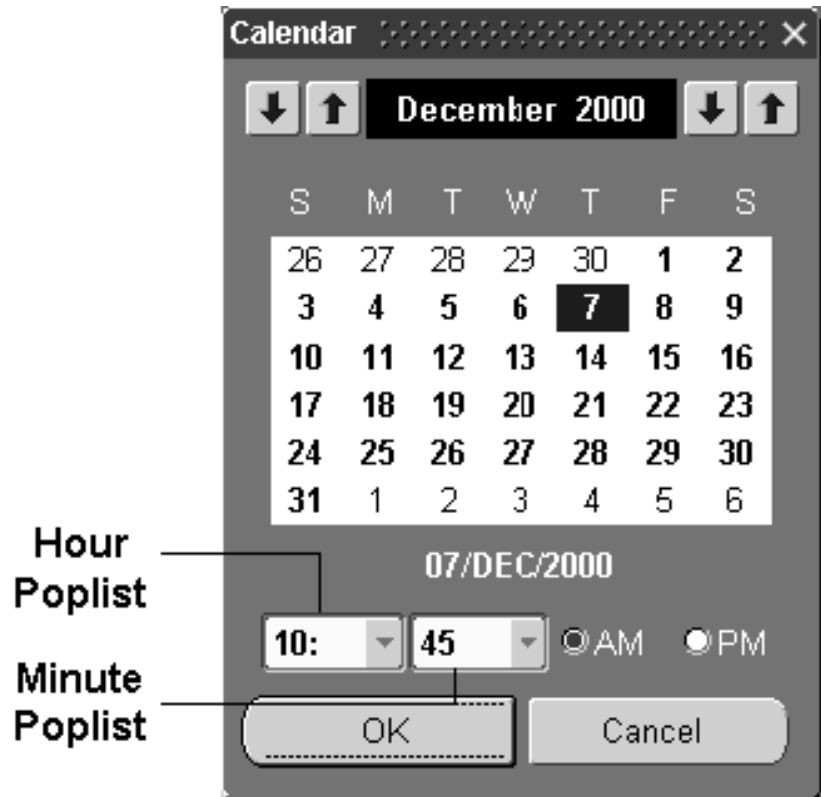 Calendar
December 2000
S M T W T F S
26 27 28 29 30 1 2
3 4 5 6 7 8 9
10 11 12 13 14 15 16
17 18 19 20 21 22 23
24 25 26 27 28 29 30
31 1 2 3 4 5 6
07/DEC/2000
Hour
Poplist
10: 45 AM PM
Minute
Poplist
OK Cancel